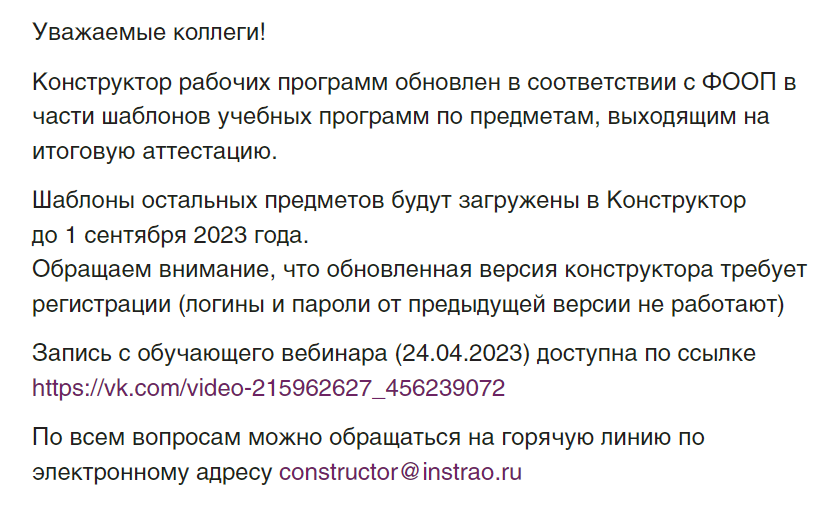 Уважаемые коллеги!
Конструктор рабочих программ обновлен в соответствии с ФООП в
части шаблонов учебных программ по предметам, выходящим на
итоговую аттестацию.
Шаблоны остальных предметов будут загружены в Конструктор
до 1 сентября 2023 года.
Обращаем внимание, что обновленная версия конструктора требует
регистрации (логины и пароли от предыдущей версии не работают)
Запись с обучающего вебинара (24.04.2023) доступна по ссылке
https://vk.com/video-215962627_456239072
По всем вопросам можно обращаться на горячую линию по
электронному адресу constructor@instrao.ru